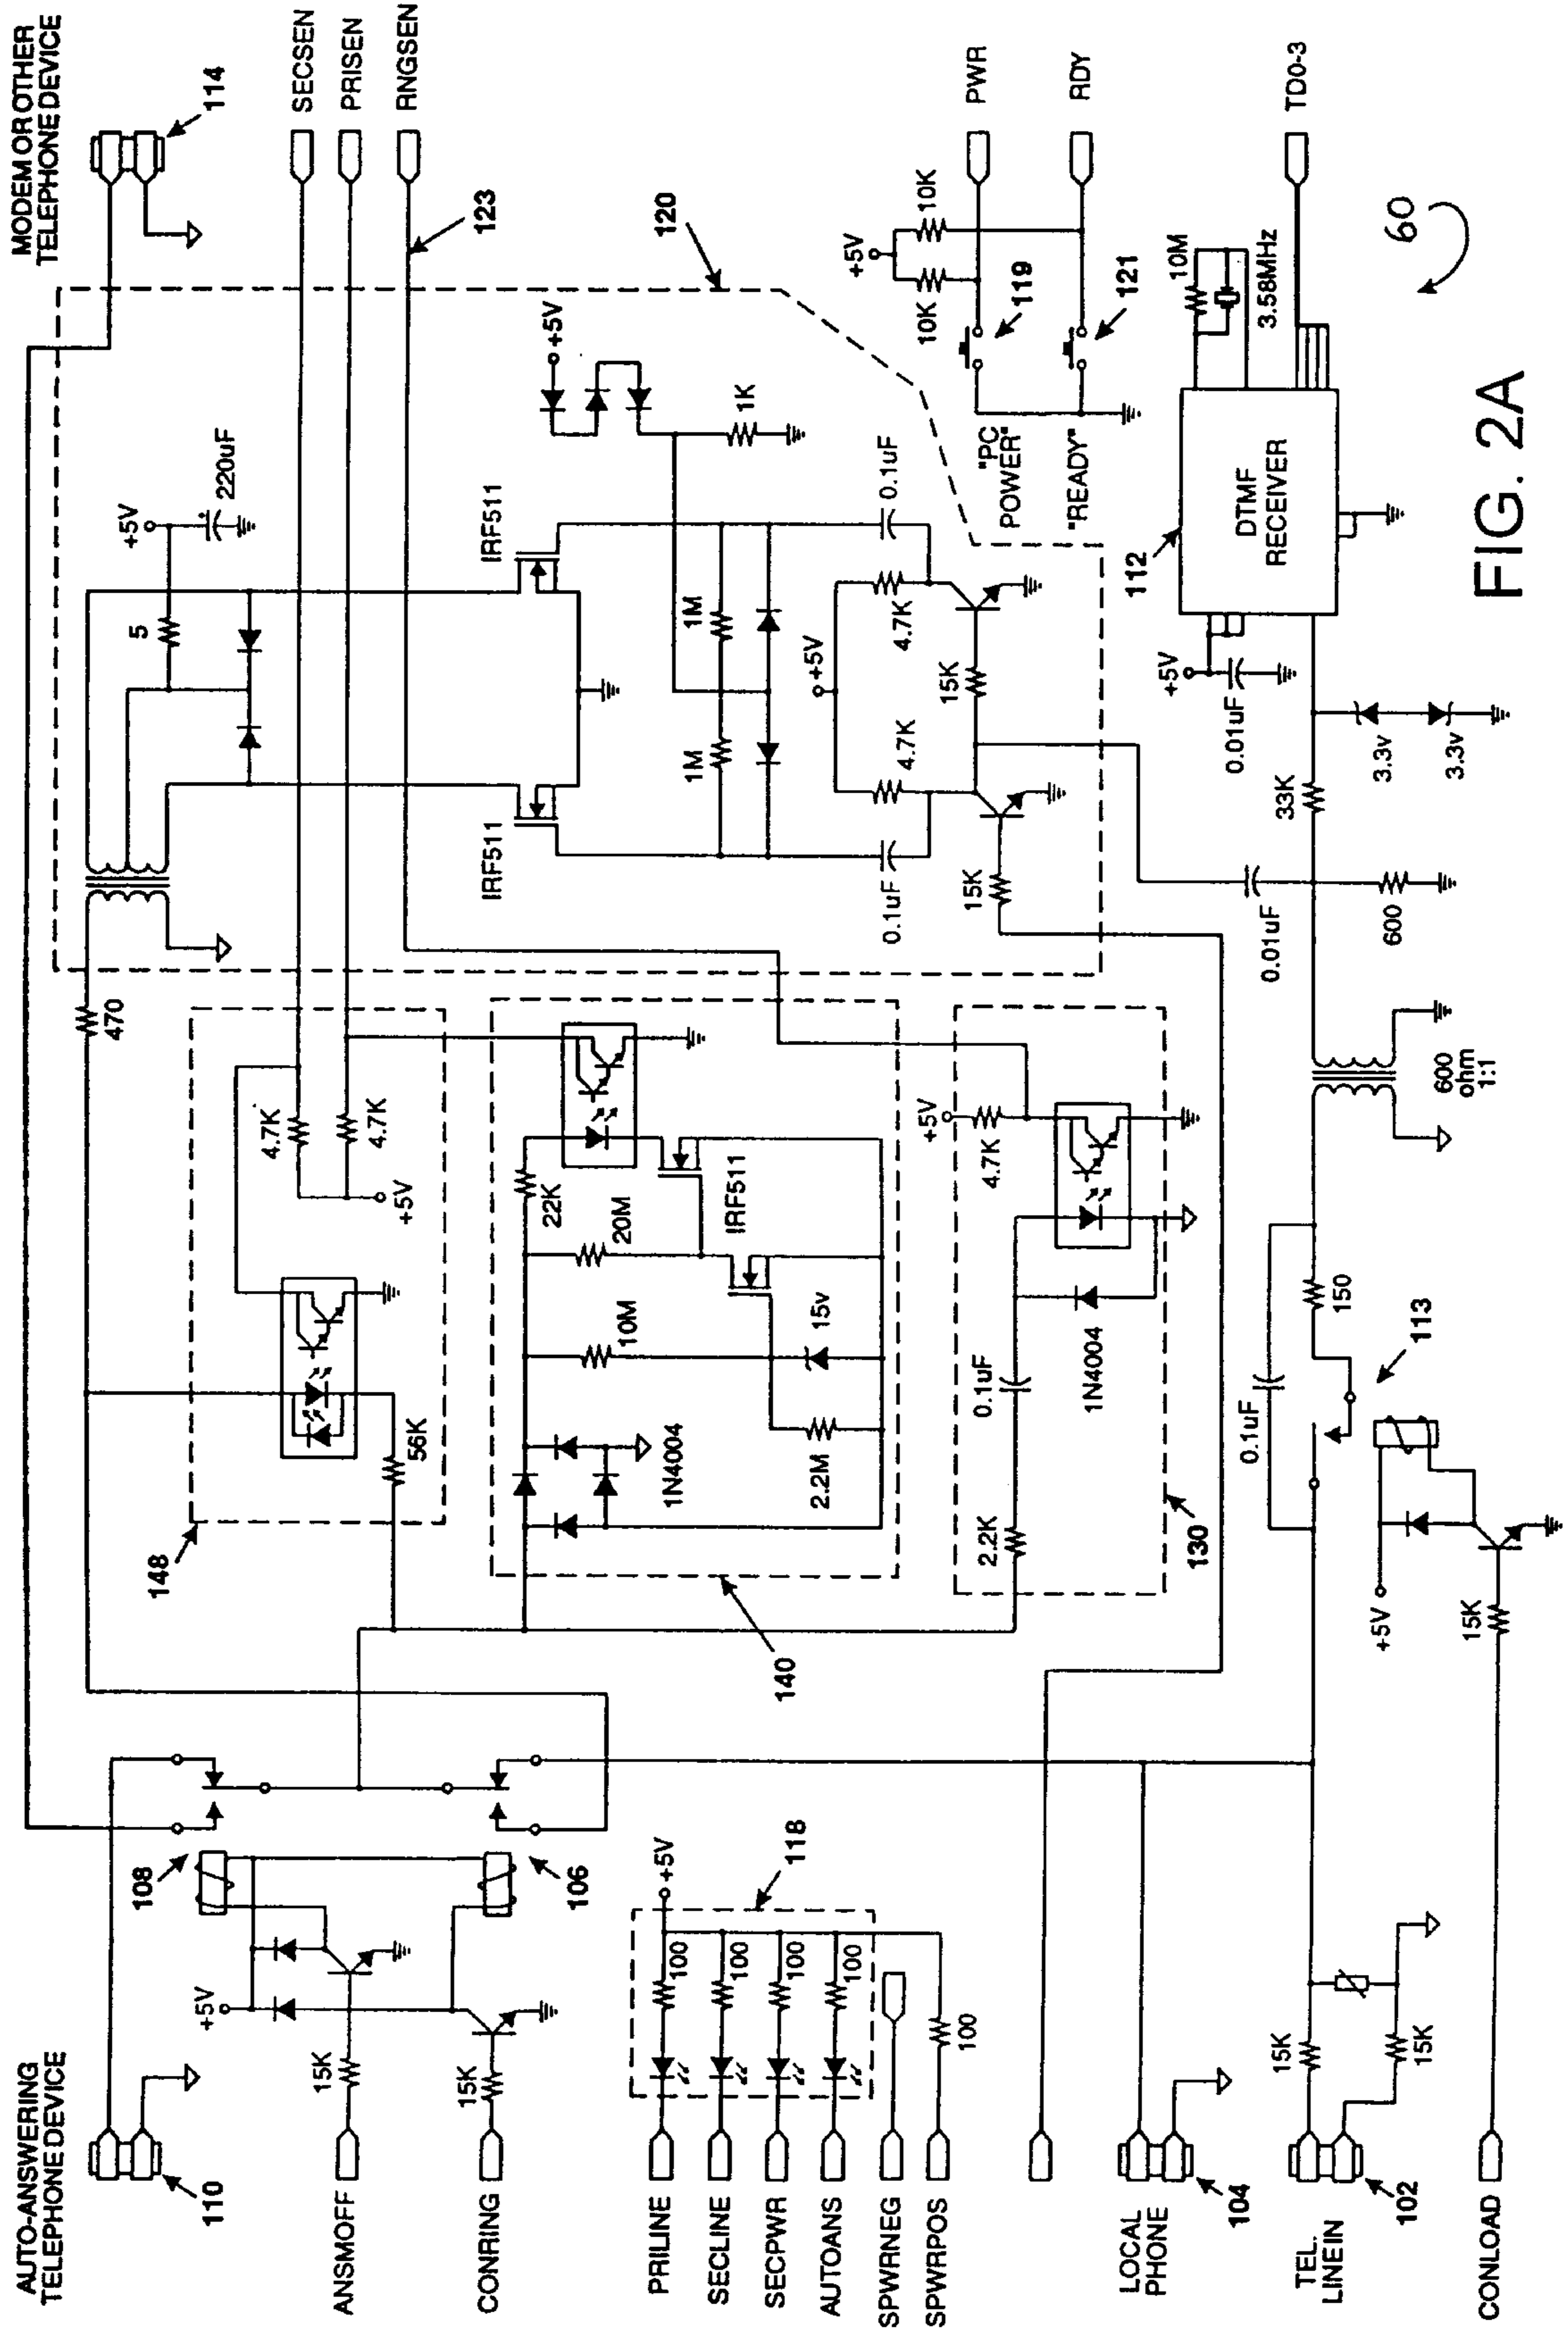 MODEM OR OTHER
TELEPHONE DEVICE
114
SECSEN
PRISEN
RNGSEN
123
120
PWR
RDY
TD0-3
+5V
10K
10K
119
121
"PC
POWER"
"READY"
10M
3.58MHz
60
DTMF
RECEIVER
112
FIG. 2A
+5V
220uF
5
+5V
1K
IRF511
IRF511
1M
1M
0.1uF
0.1uF
+5V
4.7K
4.7K
15K
15K
+5V
0.01uF
33K
3.3v
3.3v
0.01uF
600
600
ohm
1:1
470
4.7K
4.7K
+5V
56K
148
22K
20M
10M
IRF511
15v
2.2M
1N4004
140
+5V
4.7K
0.1uF
1N4004
2.2K
130
0.1uF
150
113
+5V
15K
108
106
+5V
15K
15K
118
+5V
100
100
100
100
100
AUTO-ANSWERING
TELEPHONE DEVICE
110
ANSMOFF
CONRING
PRILINE
SECLINE
SECPWR
AUTOANS
SPWRNEG
SPWRPOS
LOCAL
PHONE
104
TEL.
LINE IN
102
15K
15K
CONLOAD